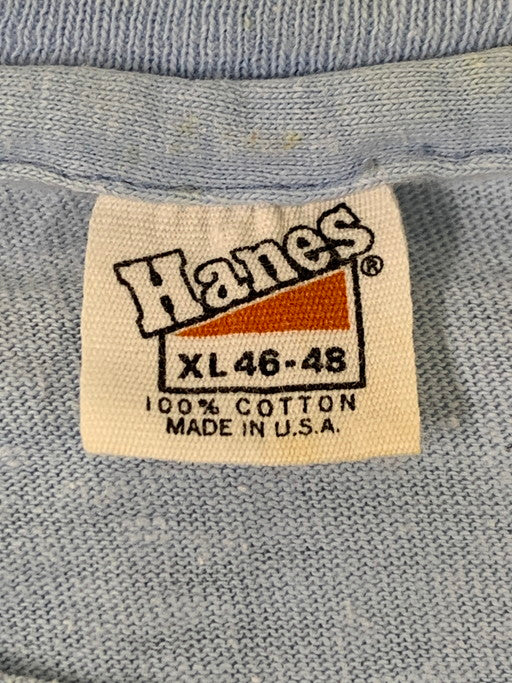 Hanes®
XL 46-48
100% COTTON
MADE IN U.S.A.